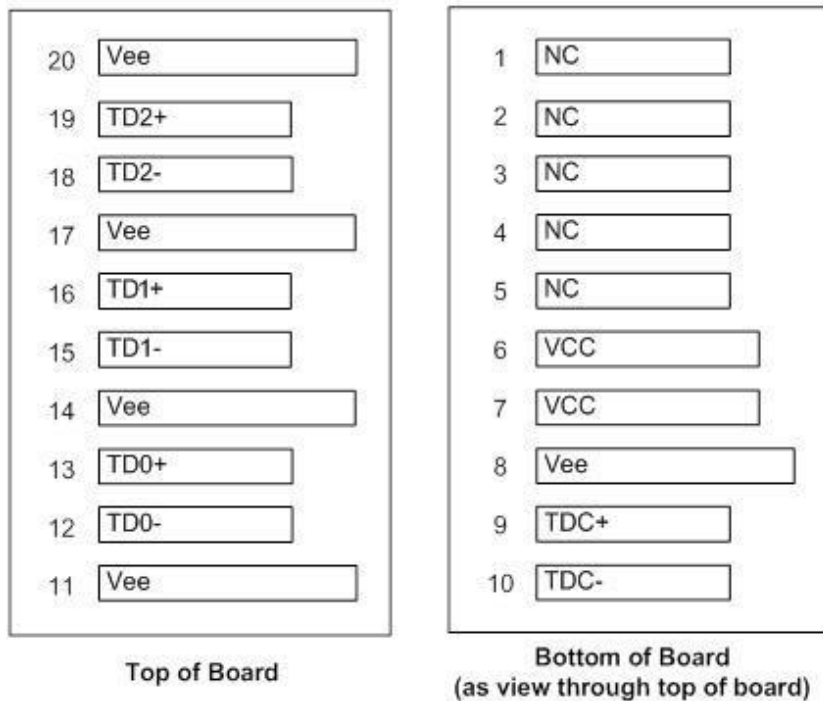 20 Vee
19 TD2+
18 TD2-
17 Vee
16 TD1+
15 TD1-
14 Vee
13 TD0+
12 TD0-
11 Vee
Top of Board
1 NC
2 NC
3 NC
4 NC
5 NC
6 VCC
7 VCC
8 Vee
9 TDC+
10 TDC-
Bottom of Board
(as view through top of board)